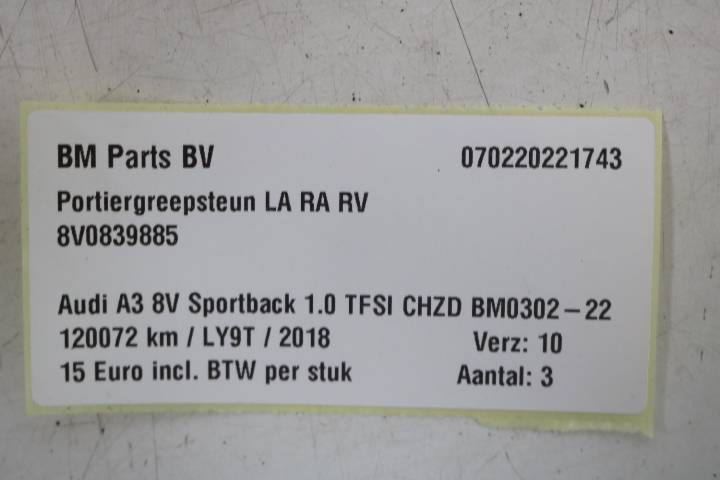 BM Parts BV 070220221743
Portiergreepsteun LA RA RV
8V0839885
Audi A3 8V Sportback 1.0 TFSI CHZD BM0302-22
120072 km / LY9T / 2018 Verz: 10
15 Euro incl. BTW per stuk Aantal: 3